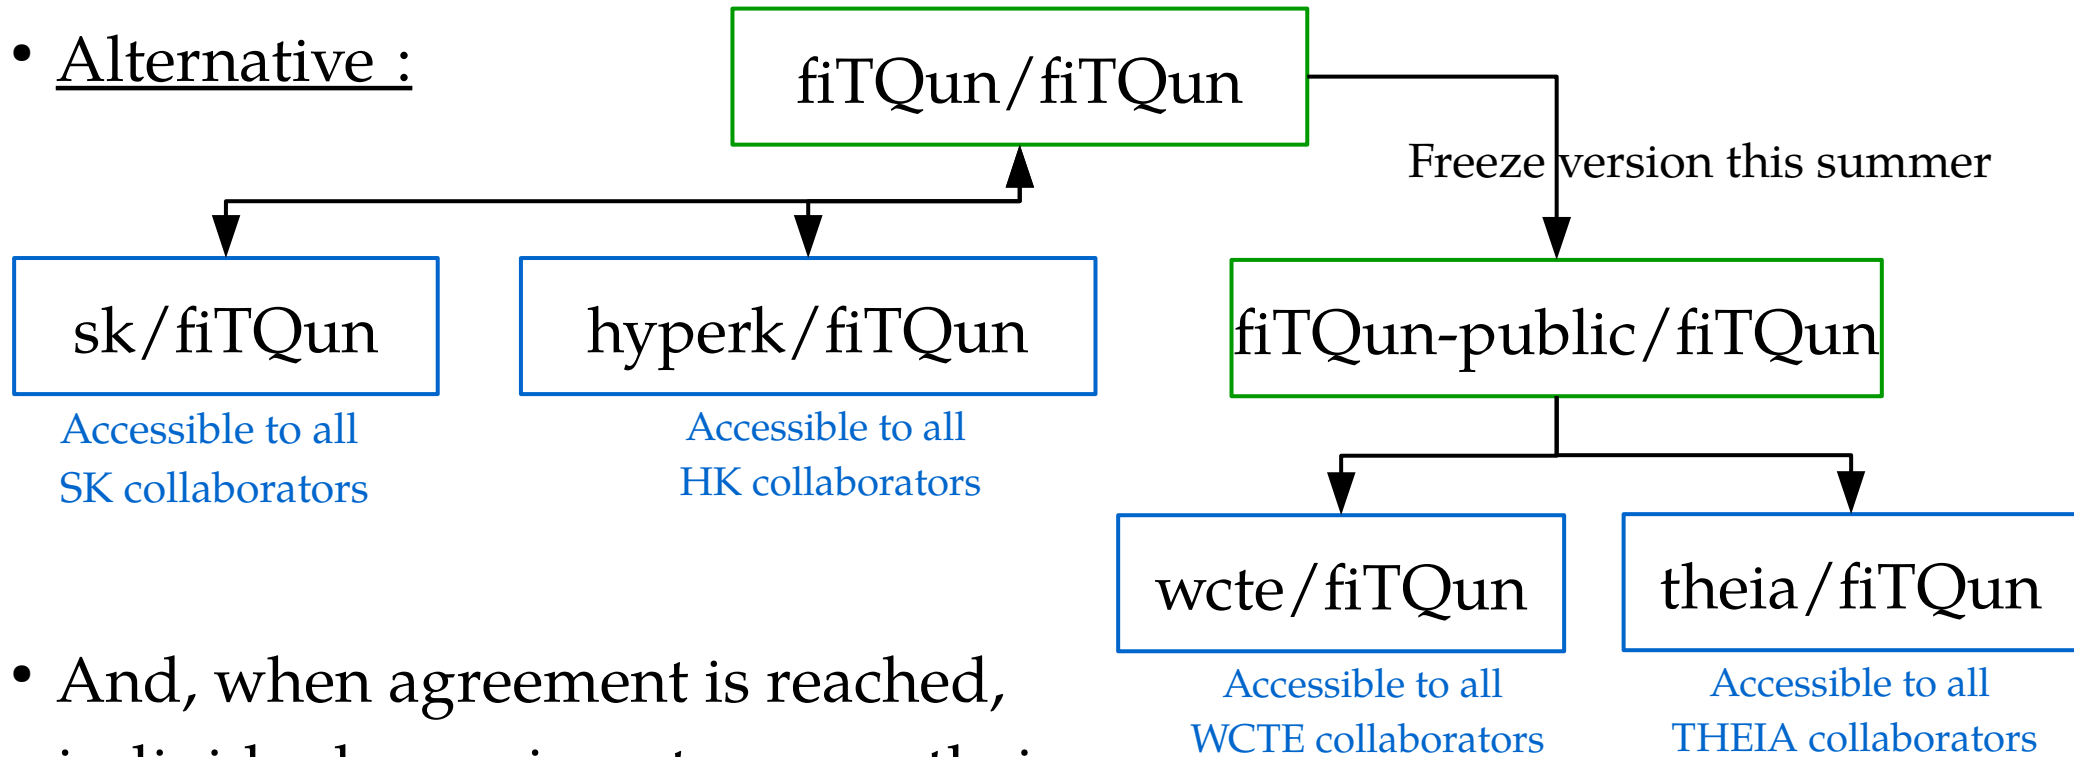 • Alternative :
fiTQun/fiTQun
Freeze version this summer
sk/fiTQun
hyperk/fiTQun
fiTQun-public/fiTQun
Accessible to all
SK collaborators
Accessible to all
HK collaborators
wcte/fiTQun
theia/fiTQun
Accessible to all
WCTE collaborators
Accessible to all
THEIA collaborators
• And, when agreement is reached,